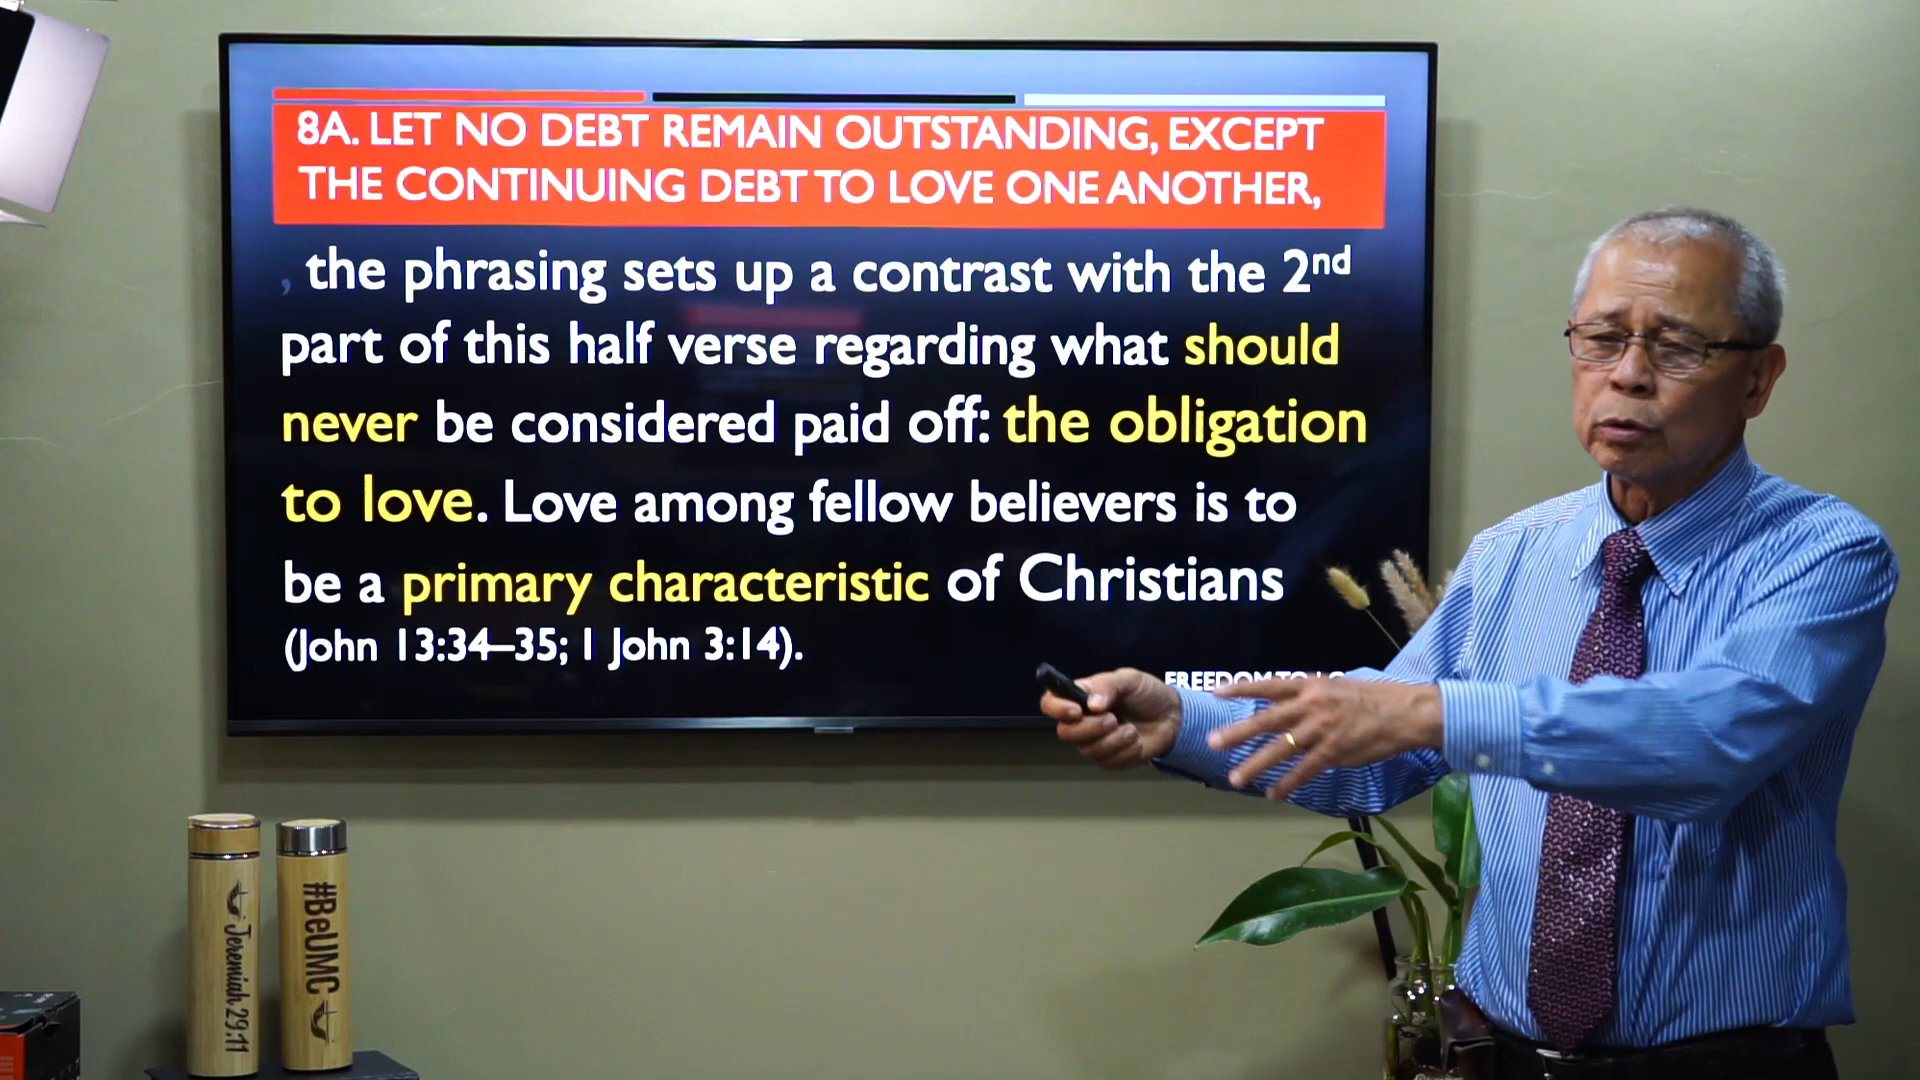 8A. LET NO DEBT REMAIN OUTSTANDING, EXCEPT
THE CONTINUING DEBT TO LOVE ONE ANOTHER,
, the phrasing sets up a contrast with the 2nd
part of this half verse regarding what should
never be considered paid off: the obligation
to love. Love among fellow believers is to
be a primary characteristic of Christians
(John 13:34–35; 1 John 3:14).
FREEDOM TO
Jeremiah 29:11
#BeUMC